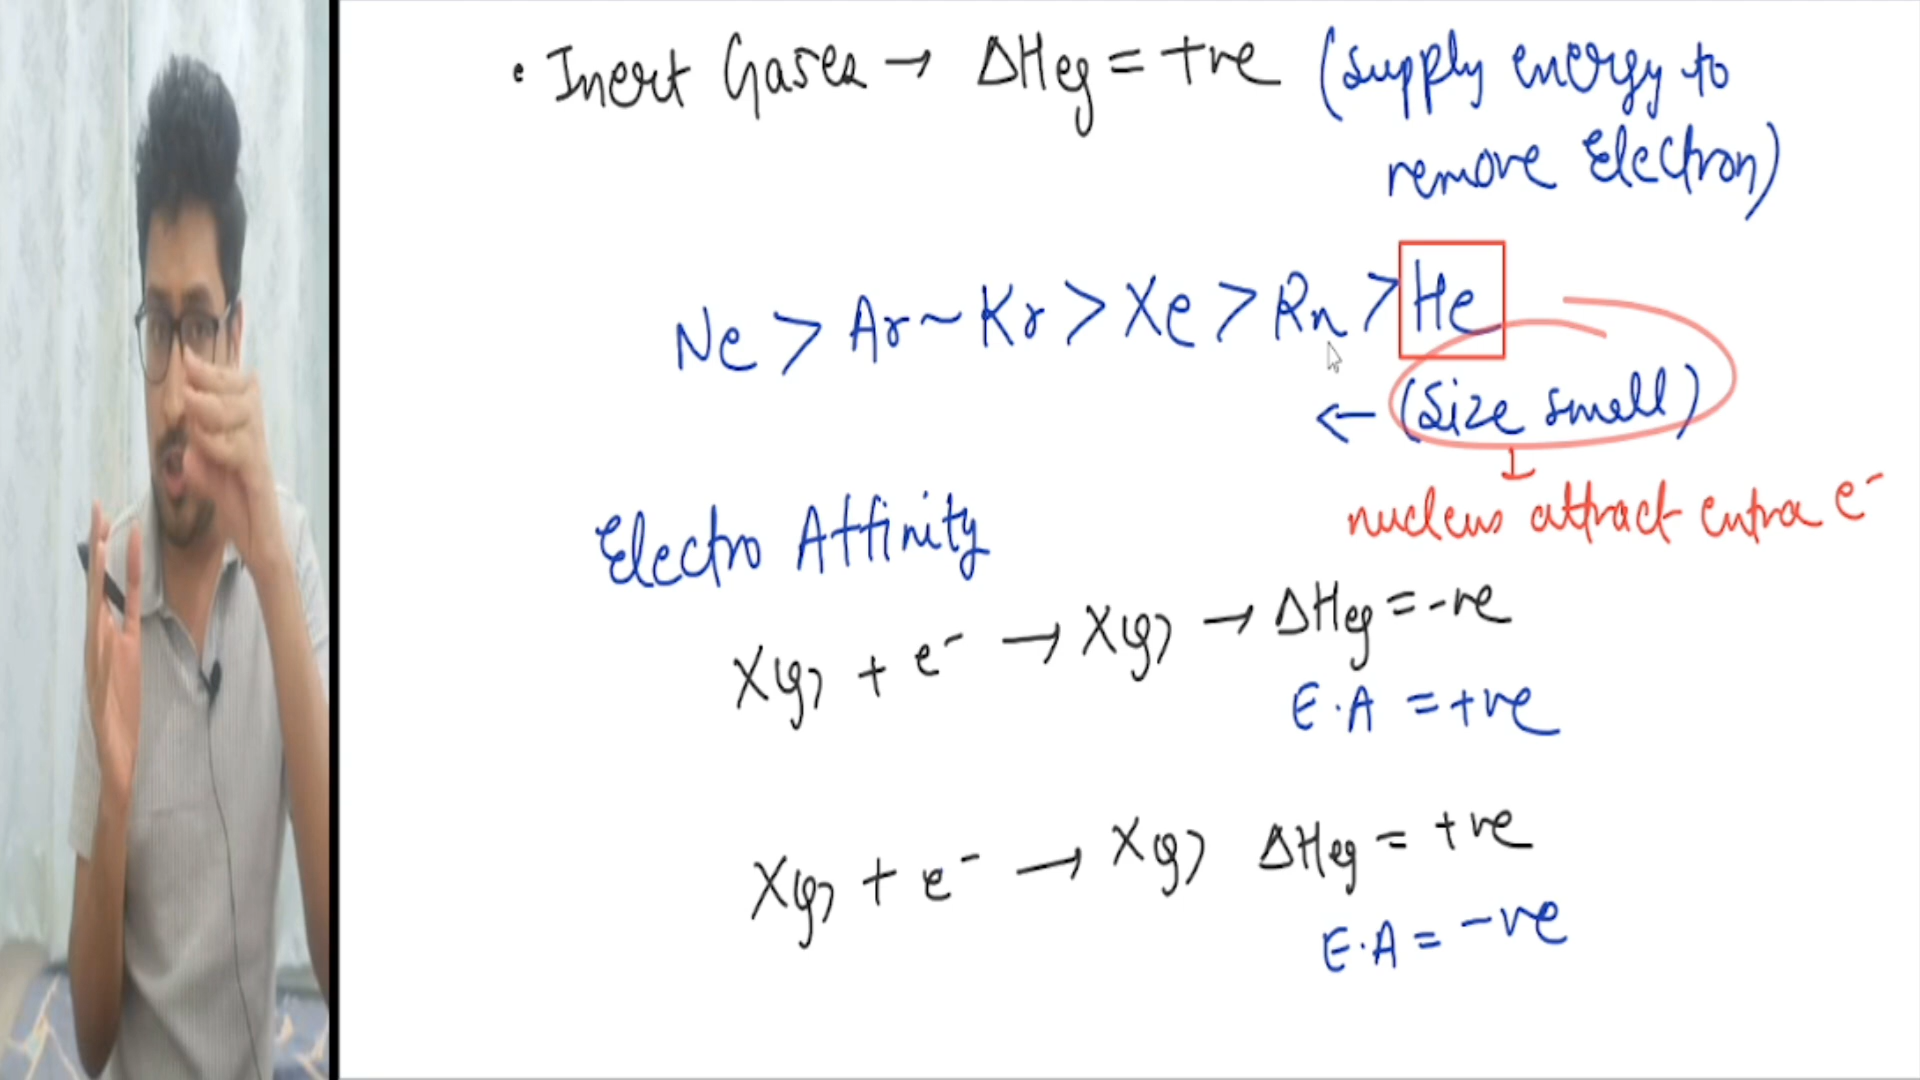 • Inert Gases → ΔHeg = +ve (supply energy to
remove Electron)
Ne > Ar ~ Kr > Xe > Rn > He
← (Size small)
nucleus attract extra e⁻
Electro Affinity
X(g) + e⁻ → X(g) → ΔHeg = -ve
E.A = +ve
X(g) + e⁻ → X(g) ΔHeg = +ve
E.A = -ve